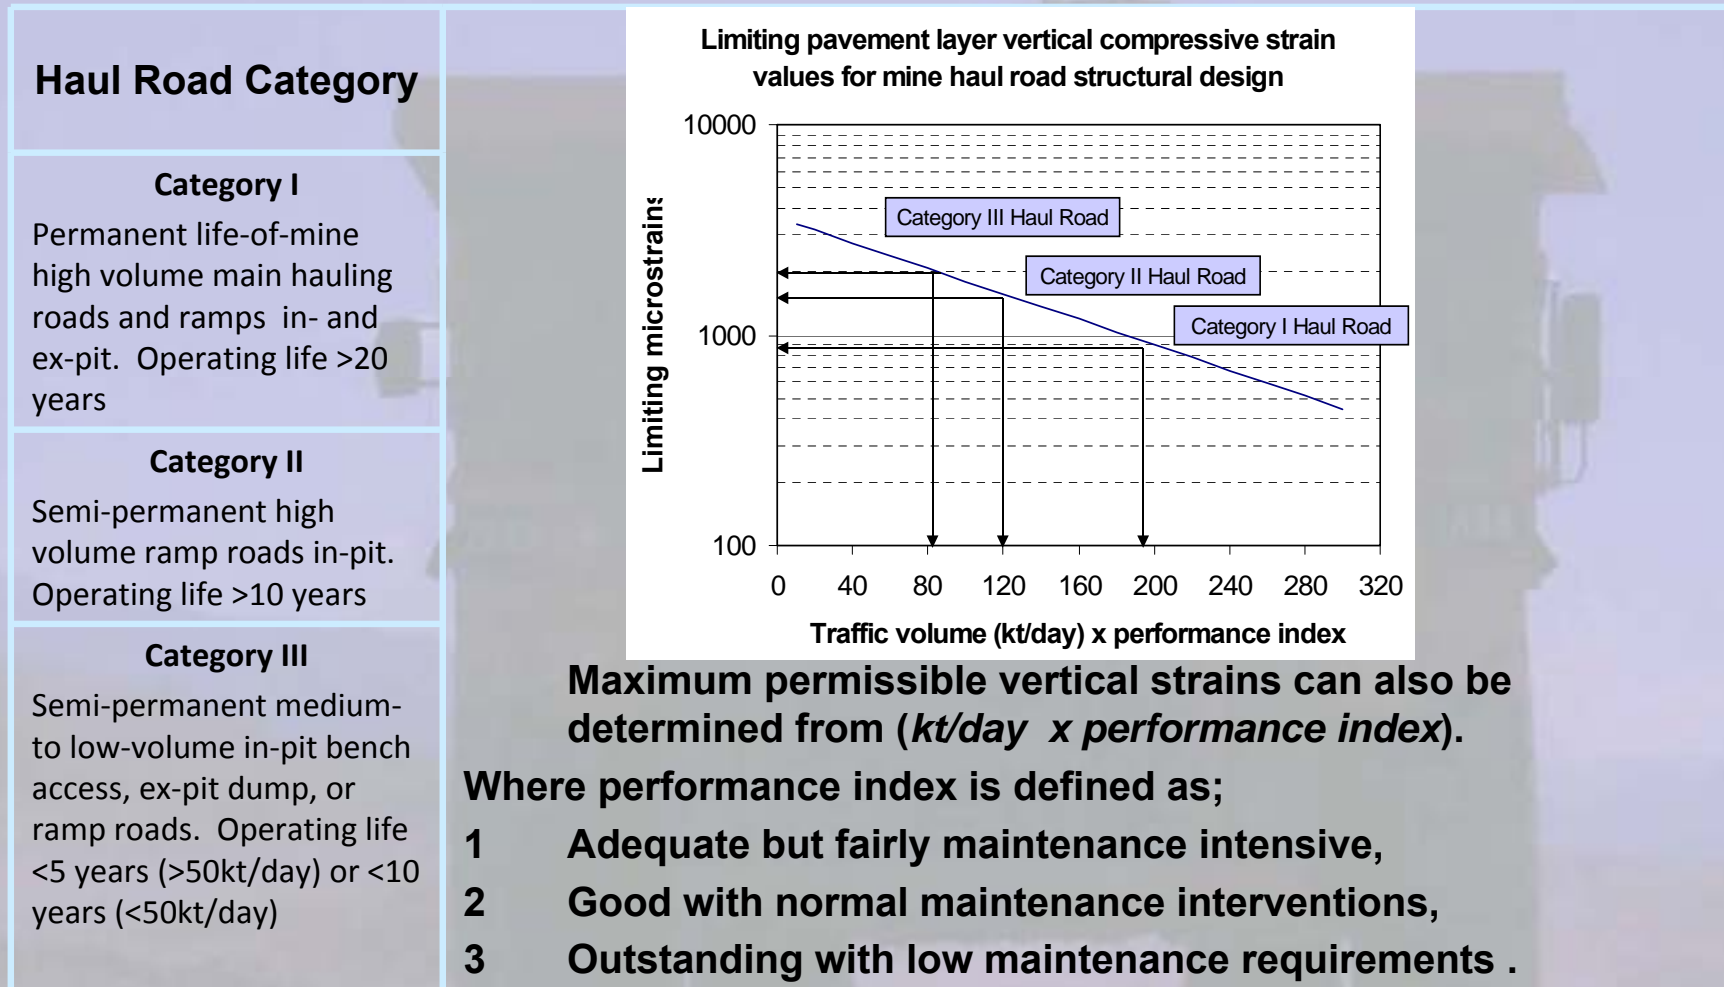 Haul Road Category
Category I
Permanent life-of-mine
high volume main hauling
roads and ramps in- and
ex-pit. Operating life >20
years
Category II
Semi-permanent high
volume ramp roads in-pit.
Operating life >10 years
Category III
Semi-permanent medium-
to low-volume in-pit bench
access, ex-pit dump, or
ramp roads. Operating life
<5 years (>50kt/day) or <10
years (<50kt/day)
Limiting pavement layer vertical compressive strain
values for mine haul road structural design
Limiting microstrains
10000
1000
100
Category III Haul Road
Category II Haul Road
Category I Haul Road
0 40 80 120 160 200 240 280 320
Traffic volume (kt/day) x performance index
Maximum permissible vertical strains can also be
determined from (kt/day x performance index).
Where performance index is defined as;
1 Adequate but fairly maintenance intensive,
2 Good with normal maintenance interventions,
3 Outstanding with low maintenance requirements .